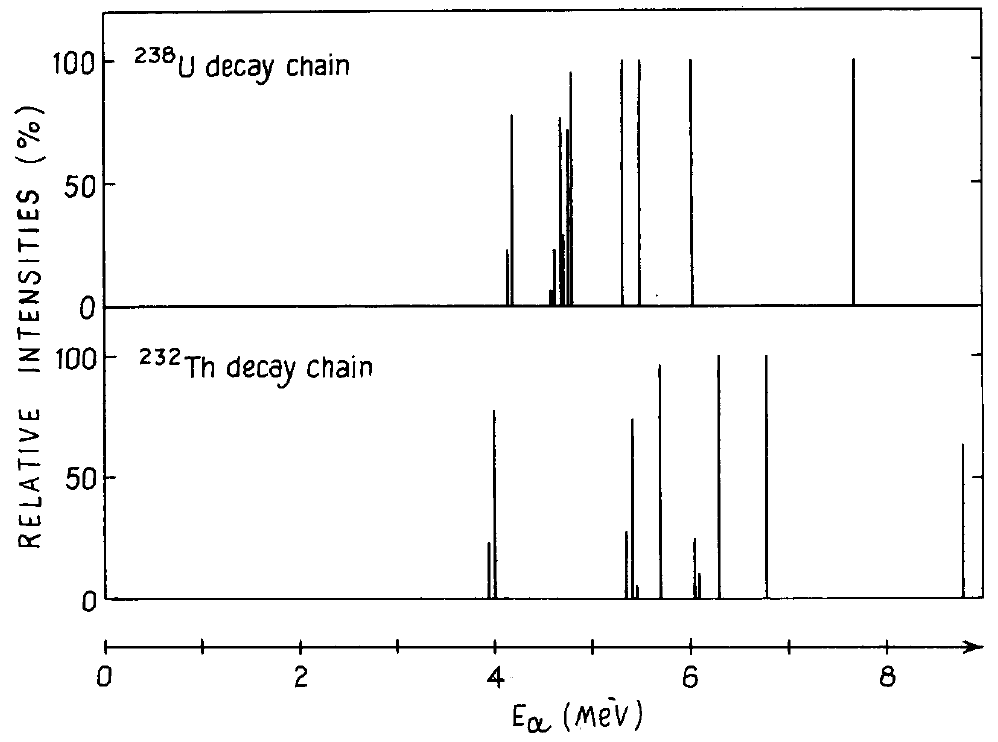 RELATIVE INTENSITIES (%)
²³⁸U decay chain
100
50
0
²³²Th decay chain
100
50
0
0 2 4 6 8
Eα (MeV)